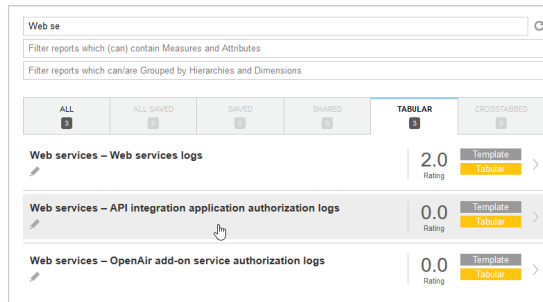 Web se
Filter reports which (can) contain Measures and Attributes
Filter reports which can/are Grouped by Hierarchies and Dimensions
ALL
3
ALL SAVED
0
SAVED
0
SHARED
0
TABULAR
3
CROSSTABBED
0
Web services – Web services logs
2.0
Rating
Template
Tabular
Web services – API integration application authorization logs
0.0
Rating
Template
Tabular
Web services – OpenAir add-on service authorization logs
0.0
Rating
Template
Tabular